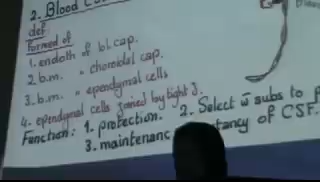 2. Blood C
def:
formed of
1. endoth of bl. cap.
2. b.m. " choroidal cap.
3. b.m. " ependymal cells
4. ependymal cells joined by tight J.
Function: 1. protection. 2. Select w̄ subs to p
3. maintenanc tancy of CSF.